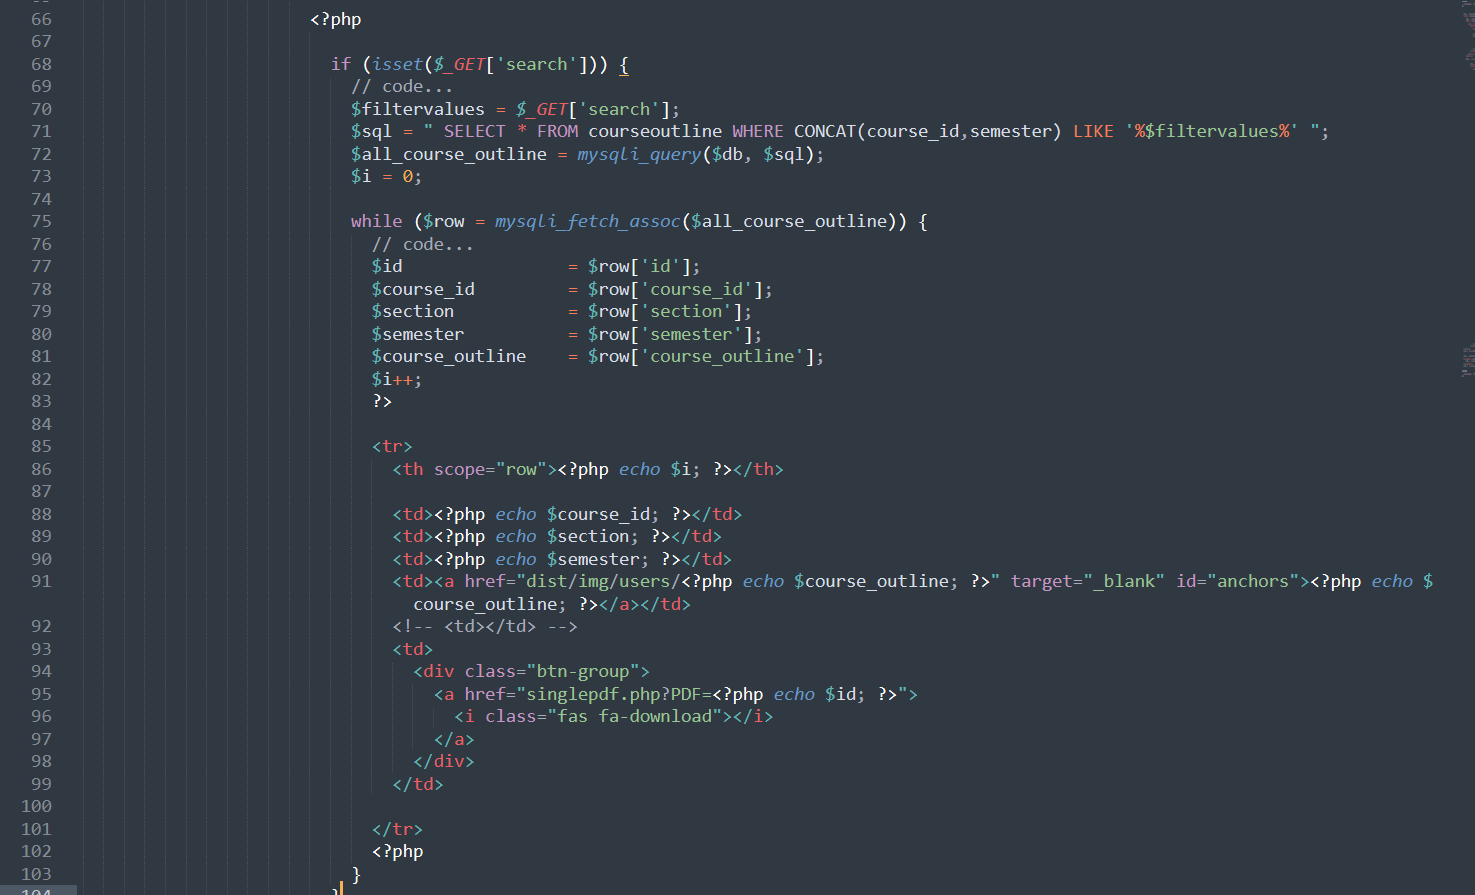 66 <?php
67
68 if (isset($_GET['search'])) {
69 // code...
70 $filtervalues = $_GET['search'];
71 $sql = " SELECT * FROM courseoutline WHERE CONCAT(course_id,semester) LIKE '%$filtervalues%' ";
72 $all_course_outline = mysqli_query($db, $sql);
73 $i = 0;
74
75 while ($row = mysqli_fetch_assoc($all_course_outline)) {
76 // code...
77 $id = $row['id'];
78 $course_id = $row['course_id'];
79 $section = $row['section'];
80 $semester = $row['semester'];
81 $course_outline = $row['course_outline'];
82 $i++;
83 ?>
84
85 <tr>
86 <th scope="row"><?php echo $i; ?></th>
87
88 <td><?php echo $course_id; ?></td>
89 <td><?php echo $section; ?></td>
90 <td><?php echo $semester; ?></td>
91 <td><a href="dist/img/users/<?php echo $course_outline; ?>" target="_blank" id="anchors"><?php echo $
course_outline; ?></a></td>
92 <!-- <td></td> -->
93 <td>
94 <div class="btn-group">
95 <a href="singlepdf.php?PDF=<?php echo $id; ?>">
96 <i class="fas fa-download"></i>
97 </a>
98 </div>
99 </td>
100
101 </tr>
102 <?php
103 }
104 }